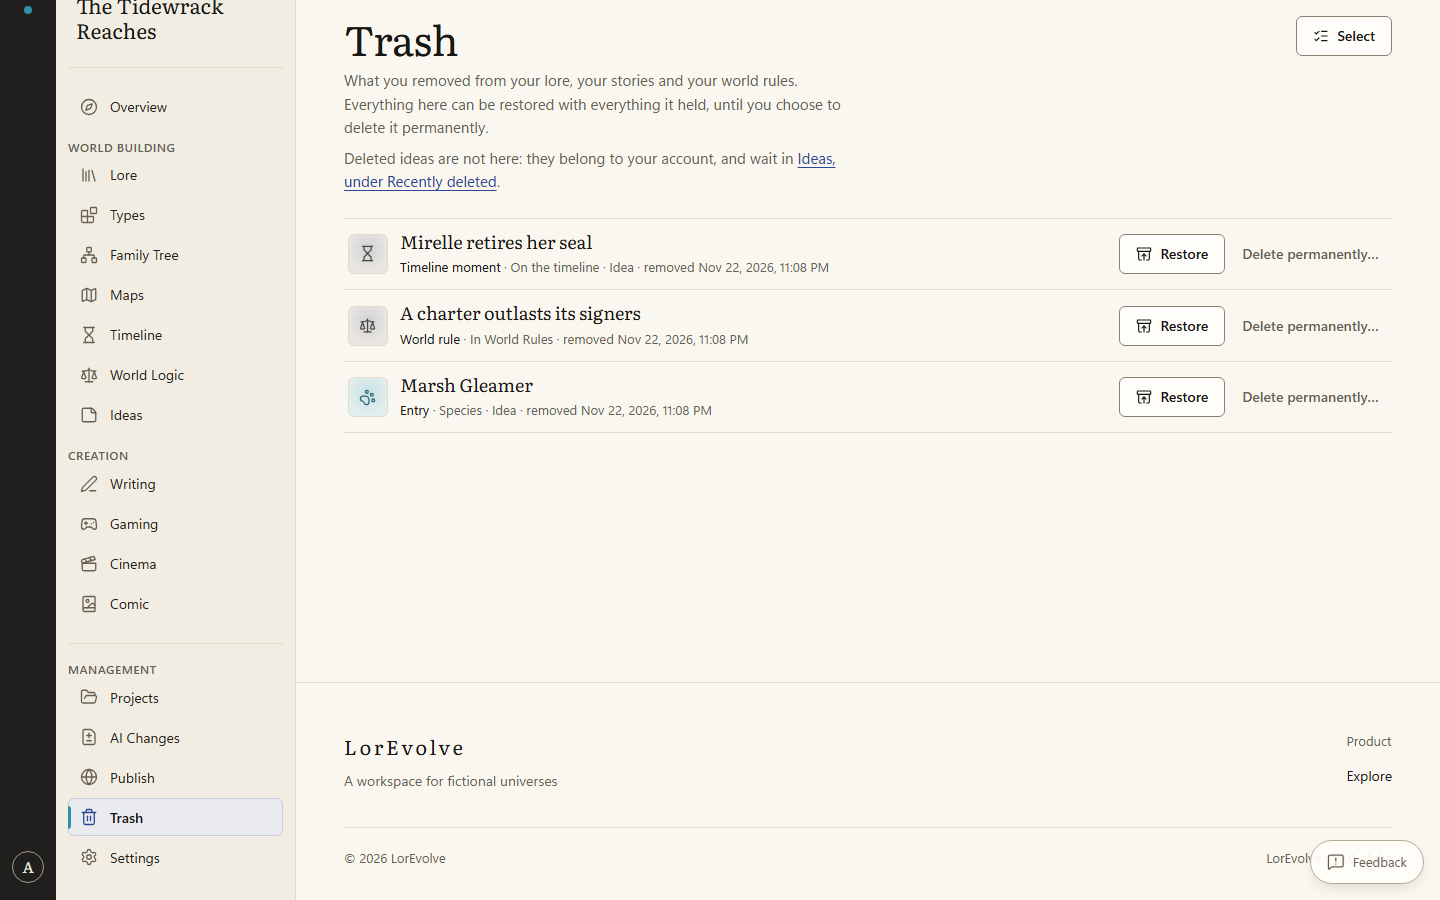 The Tidewrack
Reaches
Overview
WORLD BUILDING
Lore
Types
Family Tree
Maps
Timeline
World Logic
Ideas
CREATION
Writing
Gaming
Cinema
Comic
MANAGEMENT
Projects
AI Changes
Publish
Trash
Settings
A
Trash
Select
What you removed from your lore, your stories and your world rules.
Everything here can be restored with everything it held, until you choose to
delete it permanently.
Deleted ideas are not here: they belong to your account, and wait in Ideas,
under Recently deleted.
Mirelle retires her seal
Timeline moment · On the timeline · Idea · removed Nov 22, 2026, 11:08 PM
Restore
Delete permanently...
A charter outlasts its signers
World rule · In World Rules · removed Nov 22, 2026, 11:08 PM
Restore
Delete permanently...
Marsh Gleamer
Entry · Species · Idea · removed Nov 22, 2026, 11:08 PM
Restore
Delete permanently...
LorEvolve
A workspace for fictional universes
Product
Explore
© 2026 LorEvolve
Feedback